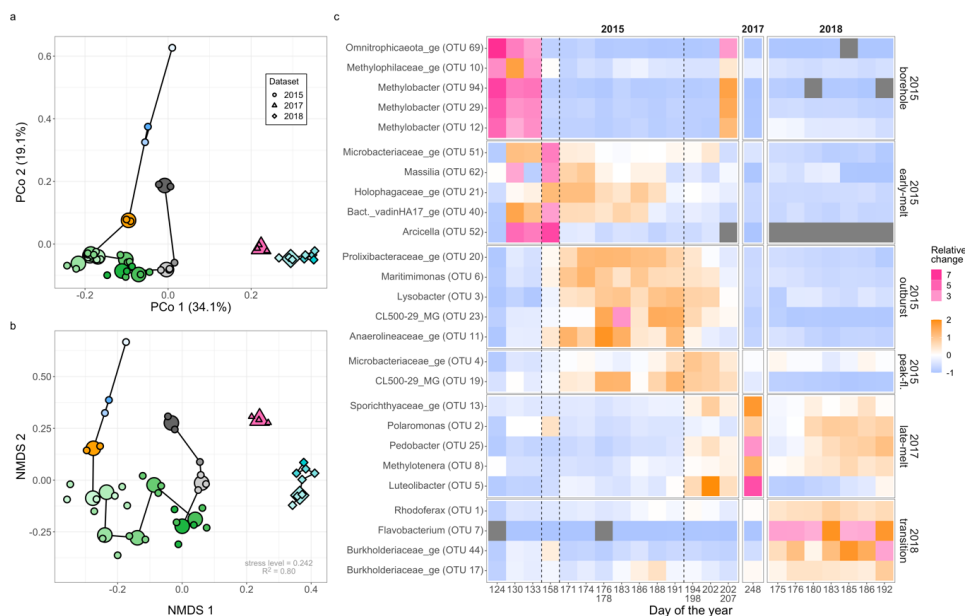 a
PCo 2 (19.1%)
0.6
0.4
0.2
0.0
-0.2
0.0
0.2
PCo 1 (34.1%)
Dataset
2015
2017
2018
b
NMDS 2
0.50
0.25
0.00
-0.25
-0.4
-0.2
0.0
0.2
0.4
NMDS 1
stress level = 0.242
R² = 0.80
c
2015
2017
2018
Omnitrophicaeota_ge (OTU 69)
Methylophilaceae_ge (OTU 10)
Methylobacter (OTU 94)
Methylobacter (OTU 29)
Methylobacter (OTU 12)
2015
borehole
Microbacteriaceae_ge (OTU 51)
Massilia (OTU 62)
Holophagaceae_ge (OTU 21)
Bact._vadinHA17_ge (OTU 40)
Arcicella (OTU 52)
2015
early-melt
Prolixibacteraceae_ge (OTU 20)
Maritimimonas (OTU 6)
Lysobacter (OTU 3)
CL500-29_MG (OTU 23)
Anaerolineaceae_ge (OTU 11)
2015
outburst
Microbacteriaceae_ge (OTU 4)
CL500-29_MG (OTU 19)
2015
peak-fl.
Sporichthyaceae_ge (OTU 13)
Polaromonas (OTU 2)
Pedobacter (OTU 25)
Methylotenera (OTU 8)
Luteolibacter (OTU 5)
2017
late-melt
Rhodoferax (OTU 1)
Flavobacterium (OTU 7)
Burkholderiaceae_ge (OTU 44)
Burkholderiaceae_ge (OTU 17)
2018
transition
124 130 133 158 171 174 176 183 186 188 191 194 202 202 248 175 176 180 183 185 188 192
178 198 207
Day of the year
Relative
change
7
5
3
2
1
0
-1